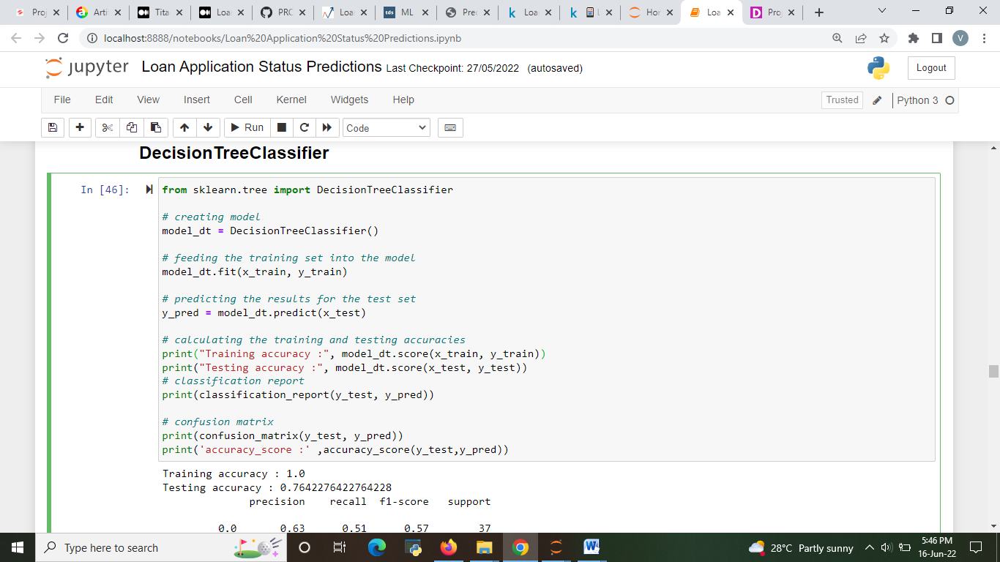 Proj
Arti
Tita
Loa
PRC
Loa
tds ML
Prec
k Loa
k L
Hor
Loa
D Proj
localhost:8888/notebooks/Loan%20Application%20Status%20Predictions.ipynb
V
jupyter Loan Application Status Predictions Last Checkpoint: 27/05/2022 (autosaved)
Logout
File Edit View Insert Cell Kernel Widgets Help
Trusted
Python 3
Run
Code
DecisionTreeClassifier
In [46]:
from sklearn.tree import DecisionTreeClassifier
# creating model
model_dt = DecisionTreeClassifier()
# feeding the training set into the model
model_dt.fit(x_train, y_train)
# predicting the results for the test set
y_pred = model_dt.predict(x_test)
# calculating the training and testing accuracies
print("Training accuracy :", model_dt.score(x_train, y_train))
print("Testing accuracy :", model_dt.score(x_test, y_test))
# classification report
print(classification_report(y_test, y_pred))
# confusion matrix
print(confusion_matrix(y_test, y_pred))
print('accuracy_score :' ,accuracy_score(y_test,y_pred))
Training accuracy : 1.0
Testing accuracy : 0.7642276422764228
precision recall f1-score support
0.0 0.63 0.51 0.57 37
Type here to search
28°C Partly sunny
5:46 PM
16-Jun-22